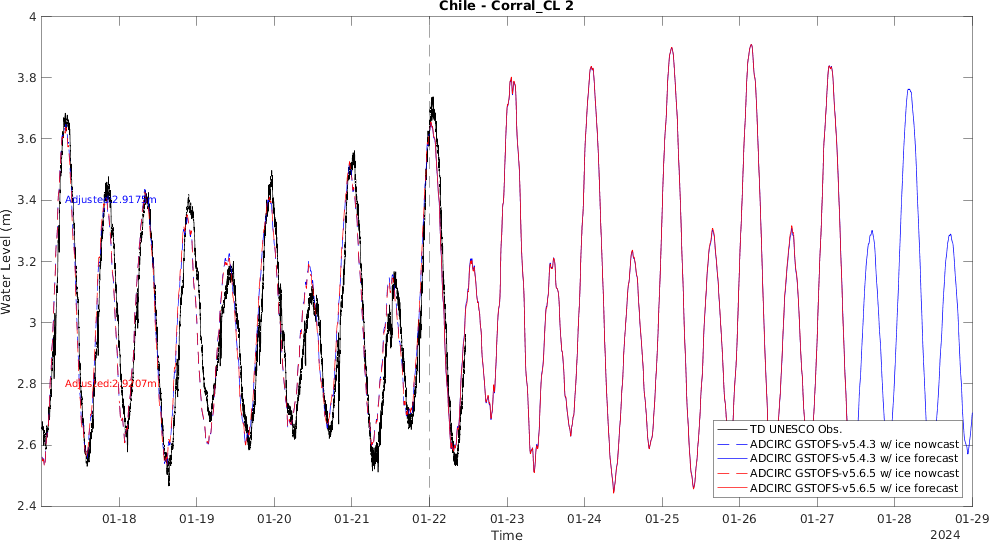 Chile - Corral_CL 2
4
3.8
3.6
3.4
3.2
3
2.8
2.6
2.4
Water Level (m)
Adjusted:2.9175m
Adjusted:2.9207m
TD UNESCO Obs.
ADCIRC GSTOFS-v5.4.3 w/ ice nowcast
ADCIRC GSTOFS-v5.4.3 w/ ice forecast
ADCIRC GSTOFS-v5.6.5 w/ ice nowcast
ADCIRC GSTOFS-v5.6.5 w/ ice forecast
01-18 01-19 01-20 01-21 01-22 01-23 01-24 01-25 01-26 01-27 01-28 01-29
Time
2024